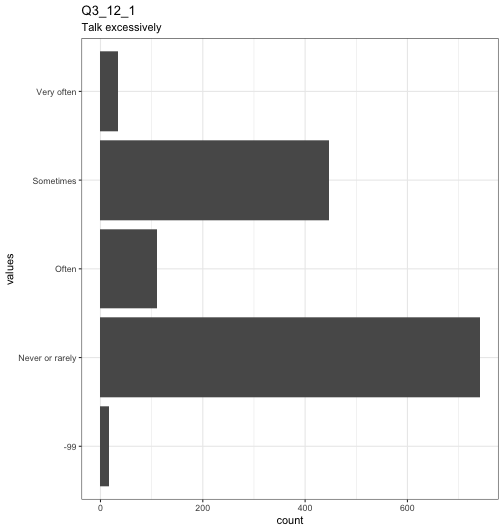 Q3_12_1
Talk excessively
Very often
Sometimes
Often
Never or rarely
-99
values
0
200
400
600
count